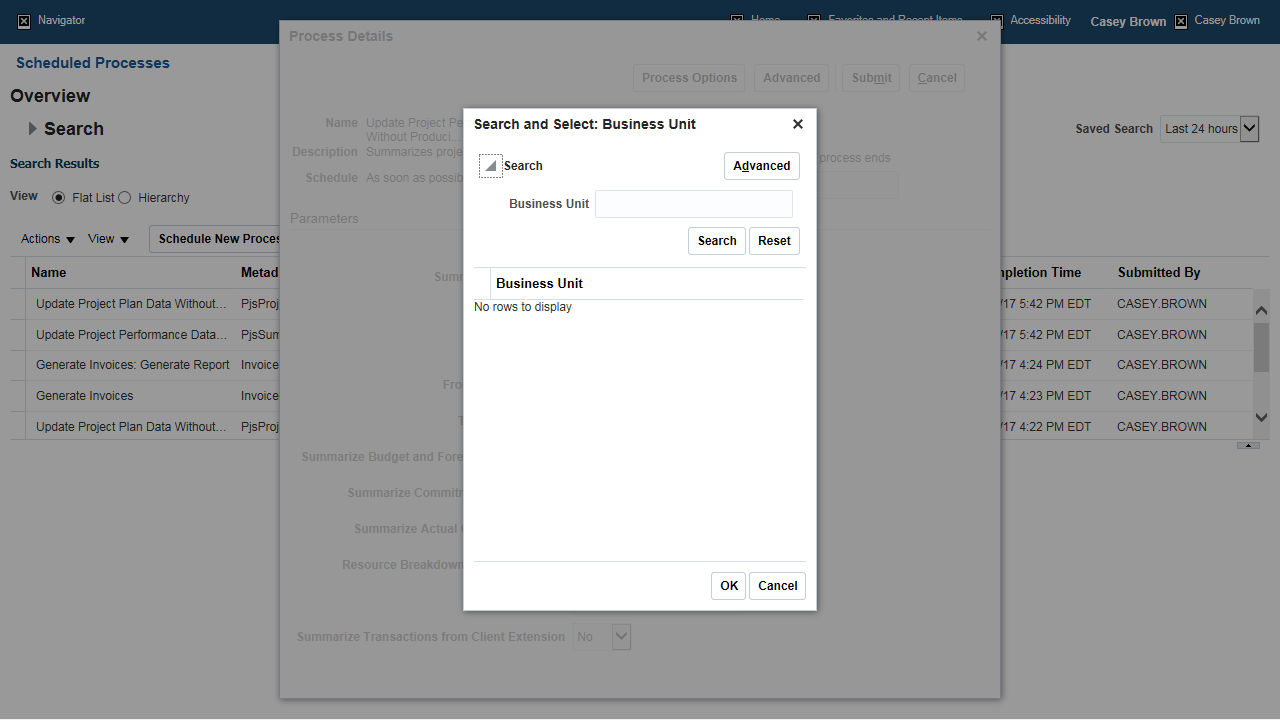 Navigator
Home
Favorites and Recent Items
Accessibility
Casey Brown
Casey Brown
Scheduled Processes
Overview
Search
Saved Search
Last 24 hours
Search Results
View
Flat List
Hierarchy
Actions
View
Schedule New Proces
Name
Metad
mpletion Time
Submitted By
Update Project Plan Data Without...
PjsProj
/17 5:42 PM EDT
CASEY.BROWN
Update Project Performance Data...
PjsSum
/17 5:42 PM EDT
CASEY.BROWN
Generate Invoices: Generate Report
Invoice
/17 4:24 PM EDT
CASEY.BROWN
Generate Invoices
Invoice
/17 4:23 PM EDT
CASEY.BROWN
Update Project Plan Data Without...
PjsProj
/17 4:22 PM EDT
CASEY.BROWN
Process Details
Process Options
Advanced
Submit
Cancel
Name
Update Project Pe
Without Produci...
Description
Summarizes proje
process ends
Schedule
As soon as possib
Parameters
Summ
Fro
T
Summarize Budget and Fore
Summarize Commitm
Summarize Actual
Resource Breakdown
Summarize Transactions from Client Extension
No
Search and Select: Business Unit
Search
Advanced
Business Unit
Search
Reset
Business Unit
No rows to display
OK
Cancel